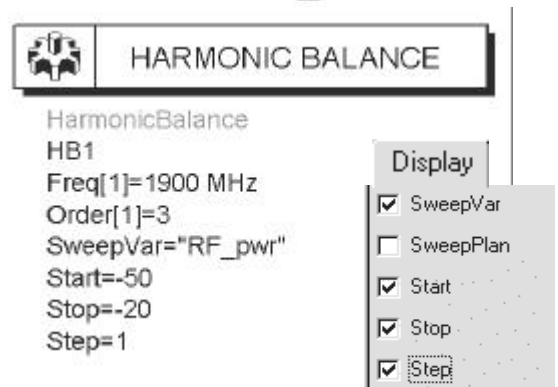 HARMONIC BALANCE
HarmonicBalance
HB1
Freq[1]=1900 MHz
Order[1]=3
SweepVar="RF_pwr"
Start=-50
Stop=-20
Step=1
Display
SweepVar
SweepPlan
Start
Stop
Step